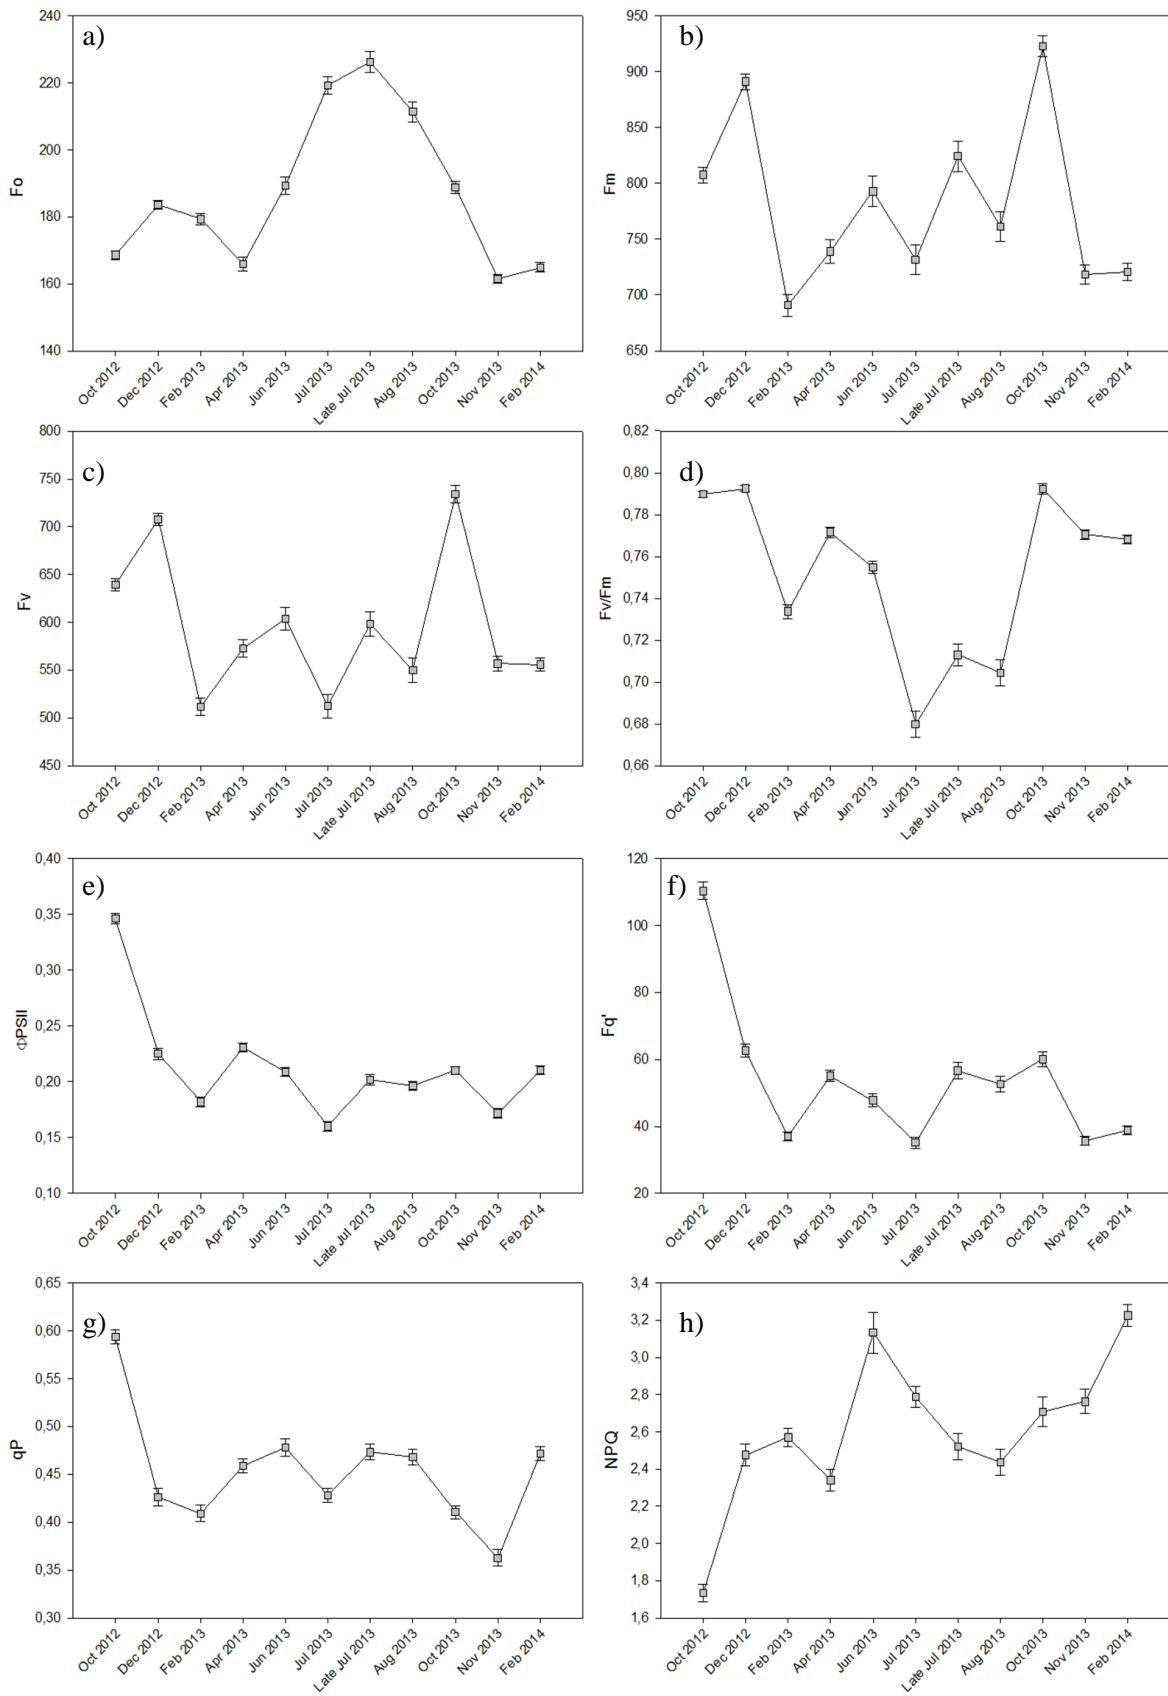 a)
Fo
240
220
200
180
160
140
Oct 2012
Dec 2012
Feb 2013
Apr 2013
Jun 2013
Jul 2013
Late Jul 2013
Aug 2013
Oct 2013
Nov 2013
Feb 2014
b)
Fm
950
900
850
800
750
700
650
Oct 2012
Dec 2012
Feb 2013
Apr 2013
Jun 2013
Jul 2013
Late Jul 2013
Aug 2013
Oct 2013
Nov 2013
Feb 2014
c)
Fv
800
750
700
650
600
550
500
450
Oct 2012
Dec 2012
Feb 2013
Apr 2013
Jun 2013
Jul 2013
Late Jul 2013
Aug 2013
Oct 2013
Nov 2013
Feb 2014
d)
Fv/Fm
0,82
0,80
0,78
0,76
0,74
0,72
0,70
0,68
0,66
Oct 2012
Dec 2012
Feb 2013
Apr 2013
Jun 2013
Jul 2013
Late Jul 2013
Aug 2013
Oct 2013
Nov 2013
Feb 2014
e)
ΦPSII
0,40
0,35
0,30
0,25
0,20
0,15
0,10
Oct 2012
Dec 2012
Feb 2013
Apr 2013
Jun 2013
Jul 2013
Late Jul 2013
Aug 2013
Oct 2013
Nov 2013
Feb 2014
f)
Fq'
120
100
80
60
40
20
Oct 2012
Dec 2012
Feb 2013
Apr 2013
Jun 2013
Jul 2013
Late Jul 2013
Aug 2013
Oct 2013
Nov 2013
Feb 2014
g)
qP
0,65
0,60
0,55
0,50
0,45
0,40
0,35
0,30
Oct 2012
Dec 2012
Feb 2013
Apr 2013
Jun 2013
Jul 2013
Late Jul 2013
Aug 2013
Oct 2013
Nov 2013
Feb 2014
h)
NPQ
3,4
3,2
3,0
2,8
2,6
2,4
2,2
2,0
1,8
1,6
Oct 2012
Dec 2012
Feb 2013
Apr 2013
Jun 2013
Jul 2013
Late Jul 2013
Aug 2013
Oct 2013
Nov 2013
Feb 2014